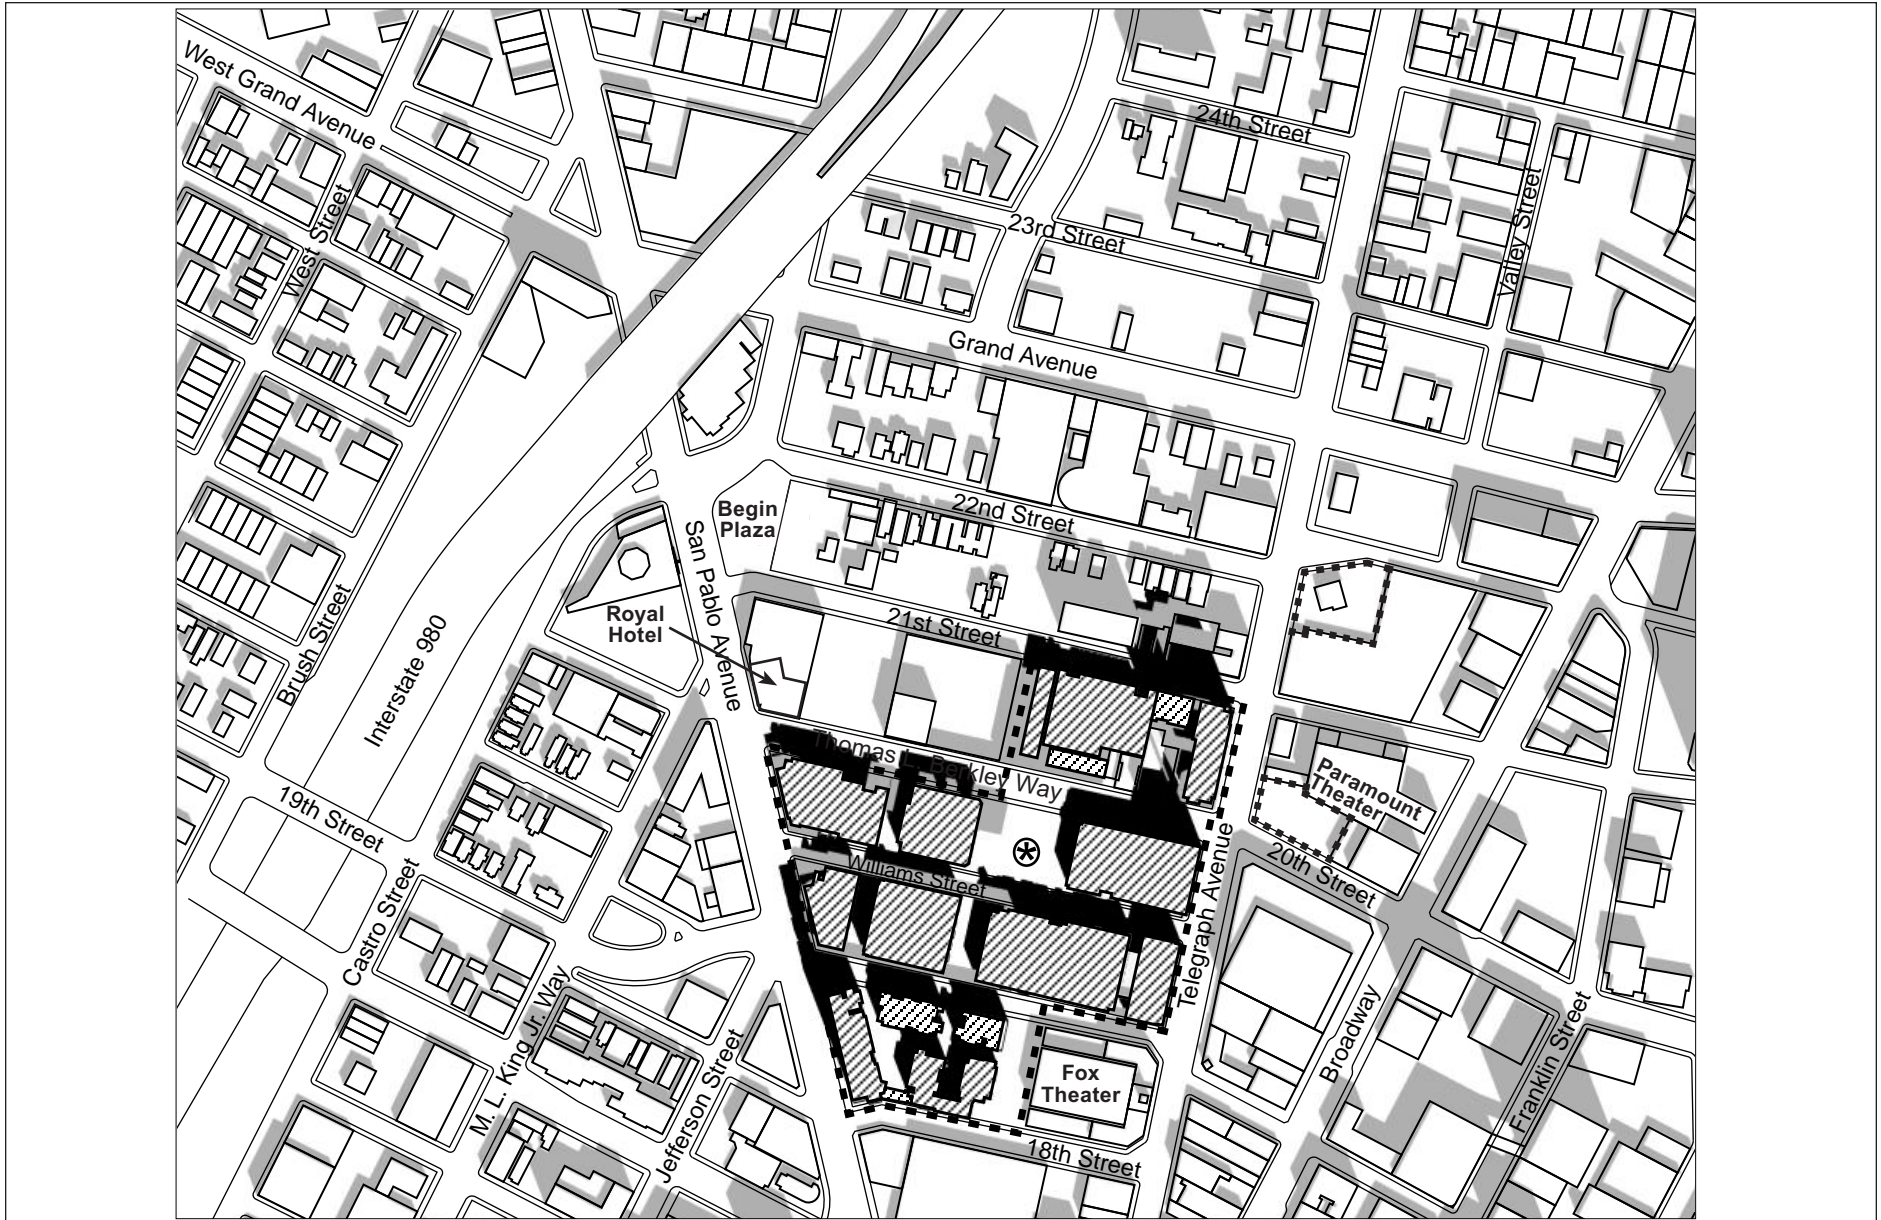 West Grand Avenue
24th Street
West Street
Valley Street
23rd Street
Grand Avenue
22nd Street
Begin
Plaza
San Pablo Avenue
Royal
Hotel
21st Street
Brush Street
Interstate 980
Thomas L. Berkley Way
Paramount
Theater
19th Street
20th Street
Williams Street
Telegraph Avenue
Castro Street
M. L. King Jr. Way
Jefferson Street
Broadway
Franklin Street
Fox
Theater
18th Street